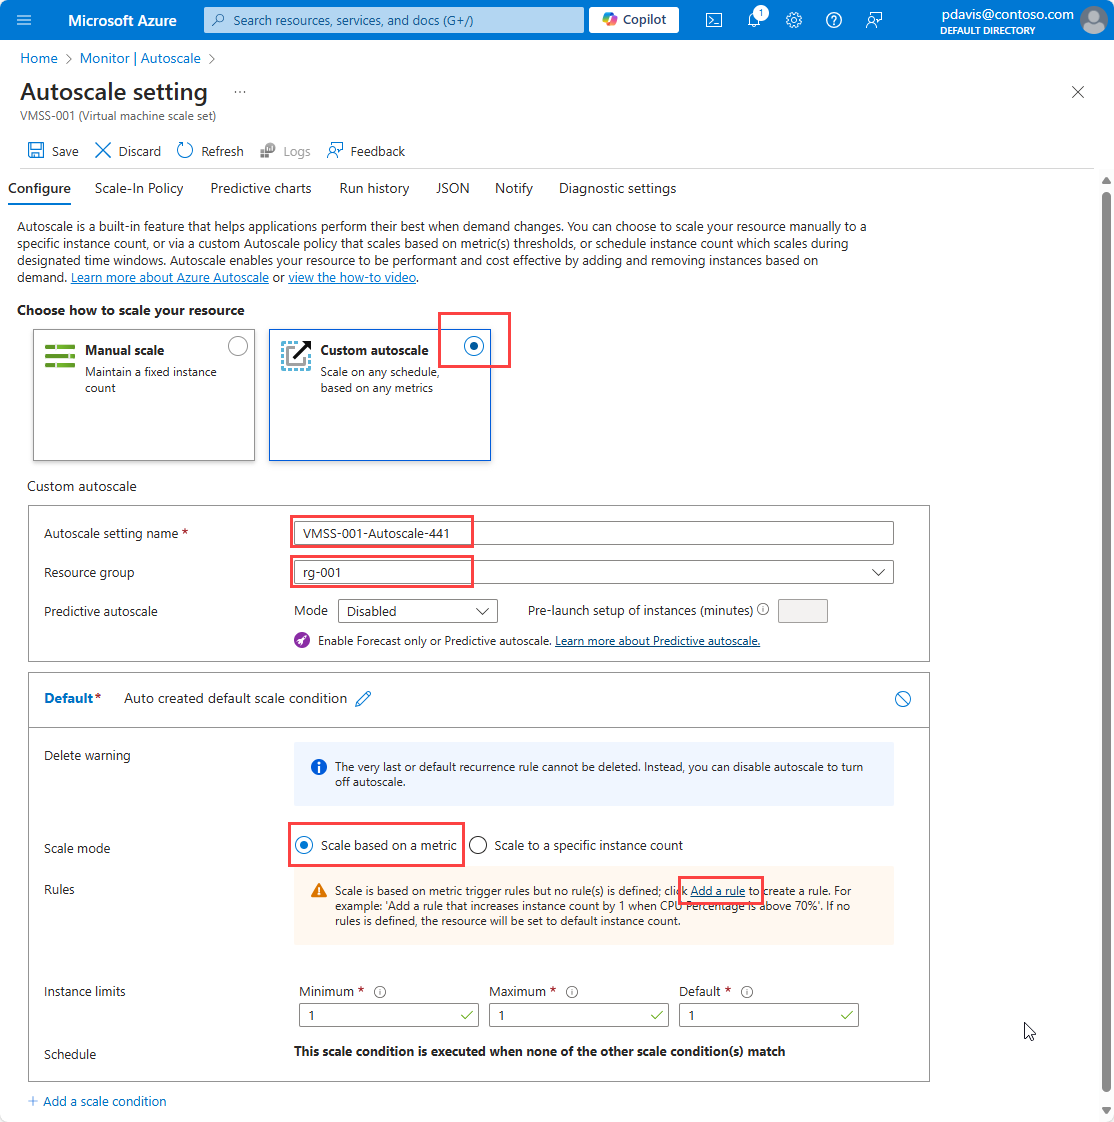 Microsoft Azure
Search resources, services, and docs (G+/)
Copilot
1
pdavis@contoso.com
DEFAULT DIRECTORY
Home > Monitor | Autoscale >
Autoscale setting ...
VMSS-001 (Virtual machine scale set)
Save Discard Refresh Logs Feedback
Configure Scale-In Policy Predictive charts Run history JSON Notify Diagnostic settings
Autoscale is a built-in feature that helps applications perform their best when demand changes. You can choose to scale your resource manually to a
specific instance count, or via a custom Autoscale policy that scales based on metric(s) thresholds, or schedule instance count which scales during
designated time windows. Autoscale enables your resource to be performant and cost effective by adding and removing instances based on
demand. Learn more about Azure Autoscale or view the how-to video.
Choose how to scale your resource
Manual scale
Maintain a fixed instance
count
Custom autoscale
Scale on any schedule,
based on any metrics
Custom autoscale
Autoscale setting name *
VMSS-001-Autoscale-441
Resource group
rg-001
Predictive autoscale
Mode Disabled
Pre-launch setup of instances (minutes)
Enable Forecast only or Predictive autoscale. Learn more about Predictive autoscale.
Default* Auto created default scale condition
Delete warning
The very last or default recurrence rule cannot be deleted. Instead, you can disable autoscale to turn
off autoscale.
Scale mode
Scale based on a metric
Scale to a specific instance count
Rules
Scale is based on metric trigger rules but no rule(s) is defined; click Add a rule to create a rule. For
example: 'Add a rule that increases instance count by 1 when CPU Percentage is above 70%'. If no
rules is defined, the resource will be set to default instance count.
Instance limits
Minimum * Maximum * Default *
1 1 1
Schedule
This scale condition is executed when none of the other scale condition(s) match
+ Add a scale condition